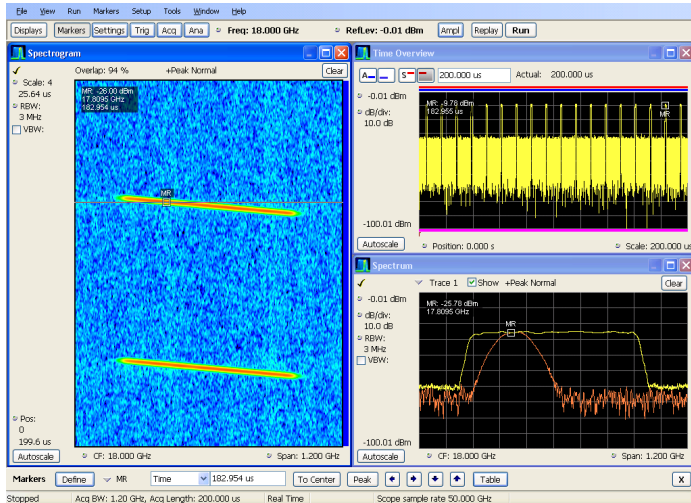 File View Run Markers Setup Tools Window Help
Displays Markers Settings Trig Acq Ana Freq: 18.000 GHz RefLev: -0.01 dBm Ampl Replay Run
Spectrogram
Overlap: 94 % +Peak Normal Clear
Scale: 4
25.64 us
RBW:
3 MHz
VBW:
MR: -26.00 dBm
17.8095 GHz
182.954 us
MR
Pos:
0
199.6 us
Autoscale CF: 18.000 GHz Span: 1.200 GHz
Time Overview
A S 200.000 us Actual: 200.000 us
-0.01 dBm
dB/div:
10.0 dB
MR: -9.78 dBm
182.955 us
MR
-100.01 dBm
Autoscale Position: 0.000 s Scale: 200.000 us
Spectrum
Trace 1 Show +Peak Normal Clear
-0.01 dBm
dB/div:
10.0 dB
RBW:
3 MHz
VBW:
MR: -25.78 dBm
17.8095 GHz
MR
-100.01 dBm
Autoscale CF: 18.000 GHz Span: 1.200 GHz
Markers Define MR Time 182.954 us To Center Peak Table X
Stopped Acq BW: 1.20 GHz, Acq Length: 200.000 us Real Time Scope sample rate 50.000 GHz